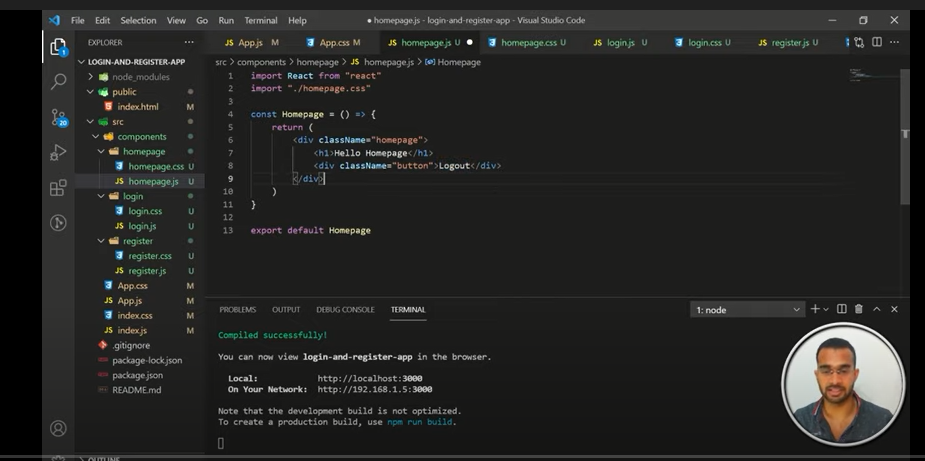 File Edit Selection View Go Run Terminal Help
● homepage.js - login-and-register-app - Visual Studio Code
EXPLORER
LOGIN-AND-REGISTER-APP
node_modules
public
index.html
src
components
homepage
homepage.css U
homepage.js U
login
login.css U
login.js U
register
register.css U
register.js U
App.css M
App.js M
index.css M
index.js M
.gitignore
package-lock.json
package.json
README.md
OUTLINE
1
20
JS App.js M
App.css M
JS homepage.js U ●
homepage.css U
JS login.js U
login.css U
JS register.js U
src > components > homepage > JS homepage.js > Homepage
1 import React from "react"
2 import "./homepage.css"
3
4 const Homepage = () => {
5 return (
6 <div className="homepage">
7 <h1>Hello Homepage</h1>
8 <div className="button">Logout</div>
9 </div>
10 )
11 }
12
13 export default Homepage
PROBLEMS OUTPUT DEBUG CONSOLE TERMINAL
1: node
Compiled successfully!
You can now view login-and-register-app in the browser.
Local: http://localhost:3000
On Your Network: http://192.168.1.5:3000
Note that the development build is not optimized.
To create a production build, use npm run build.